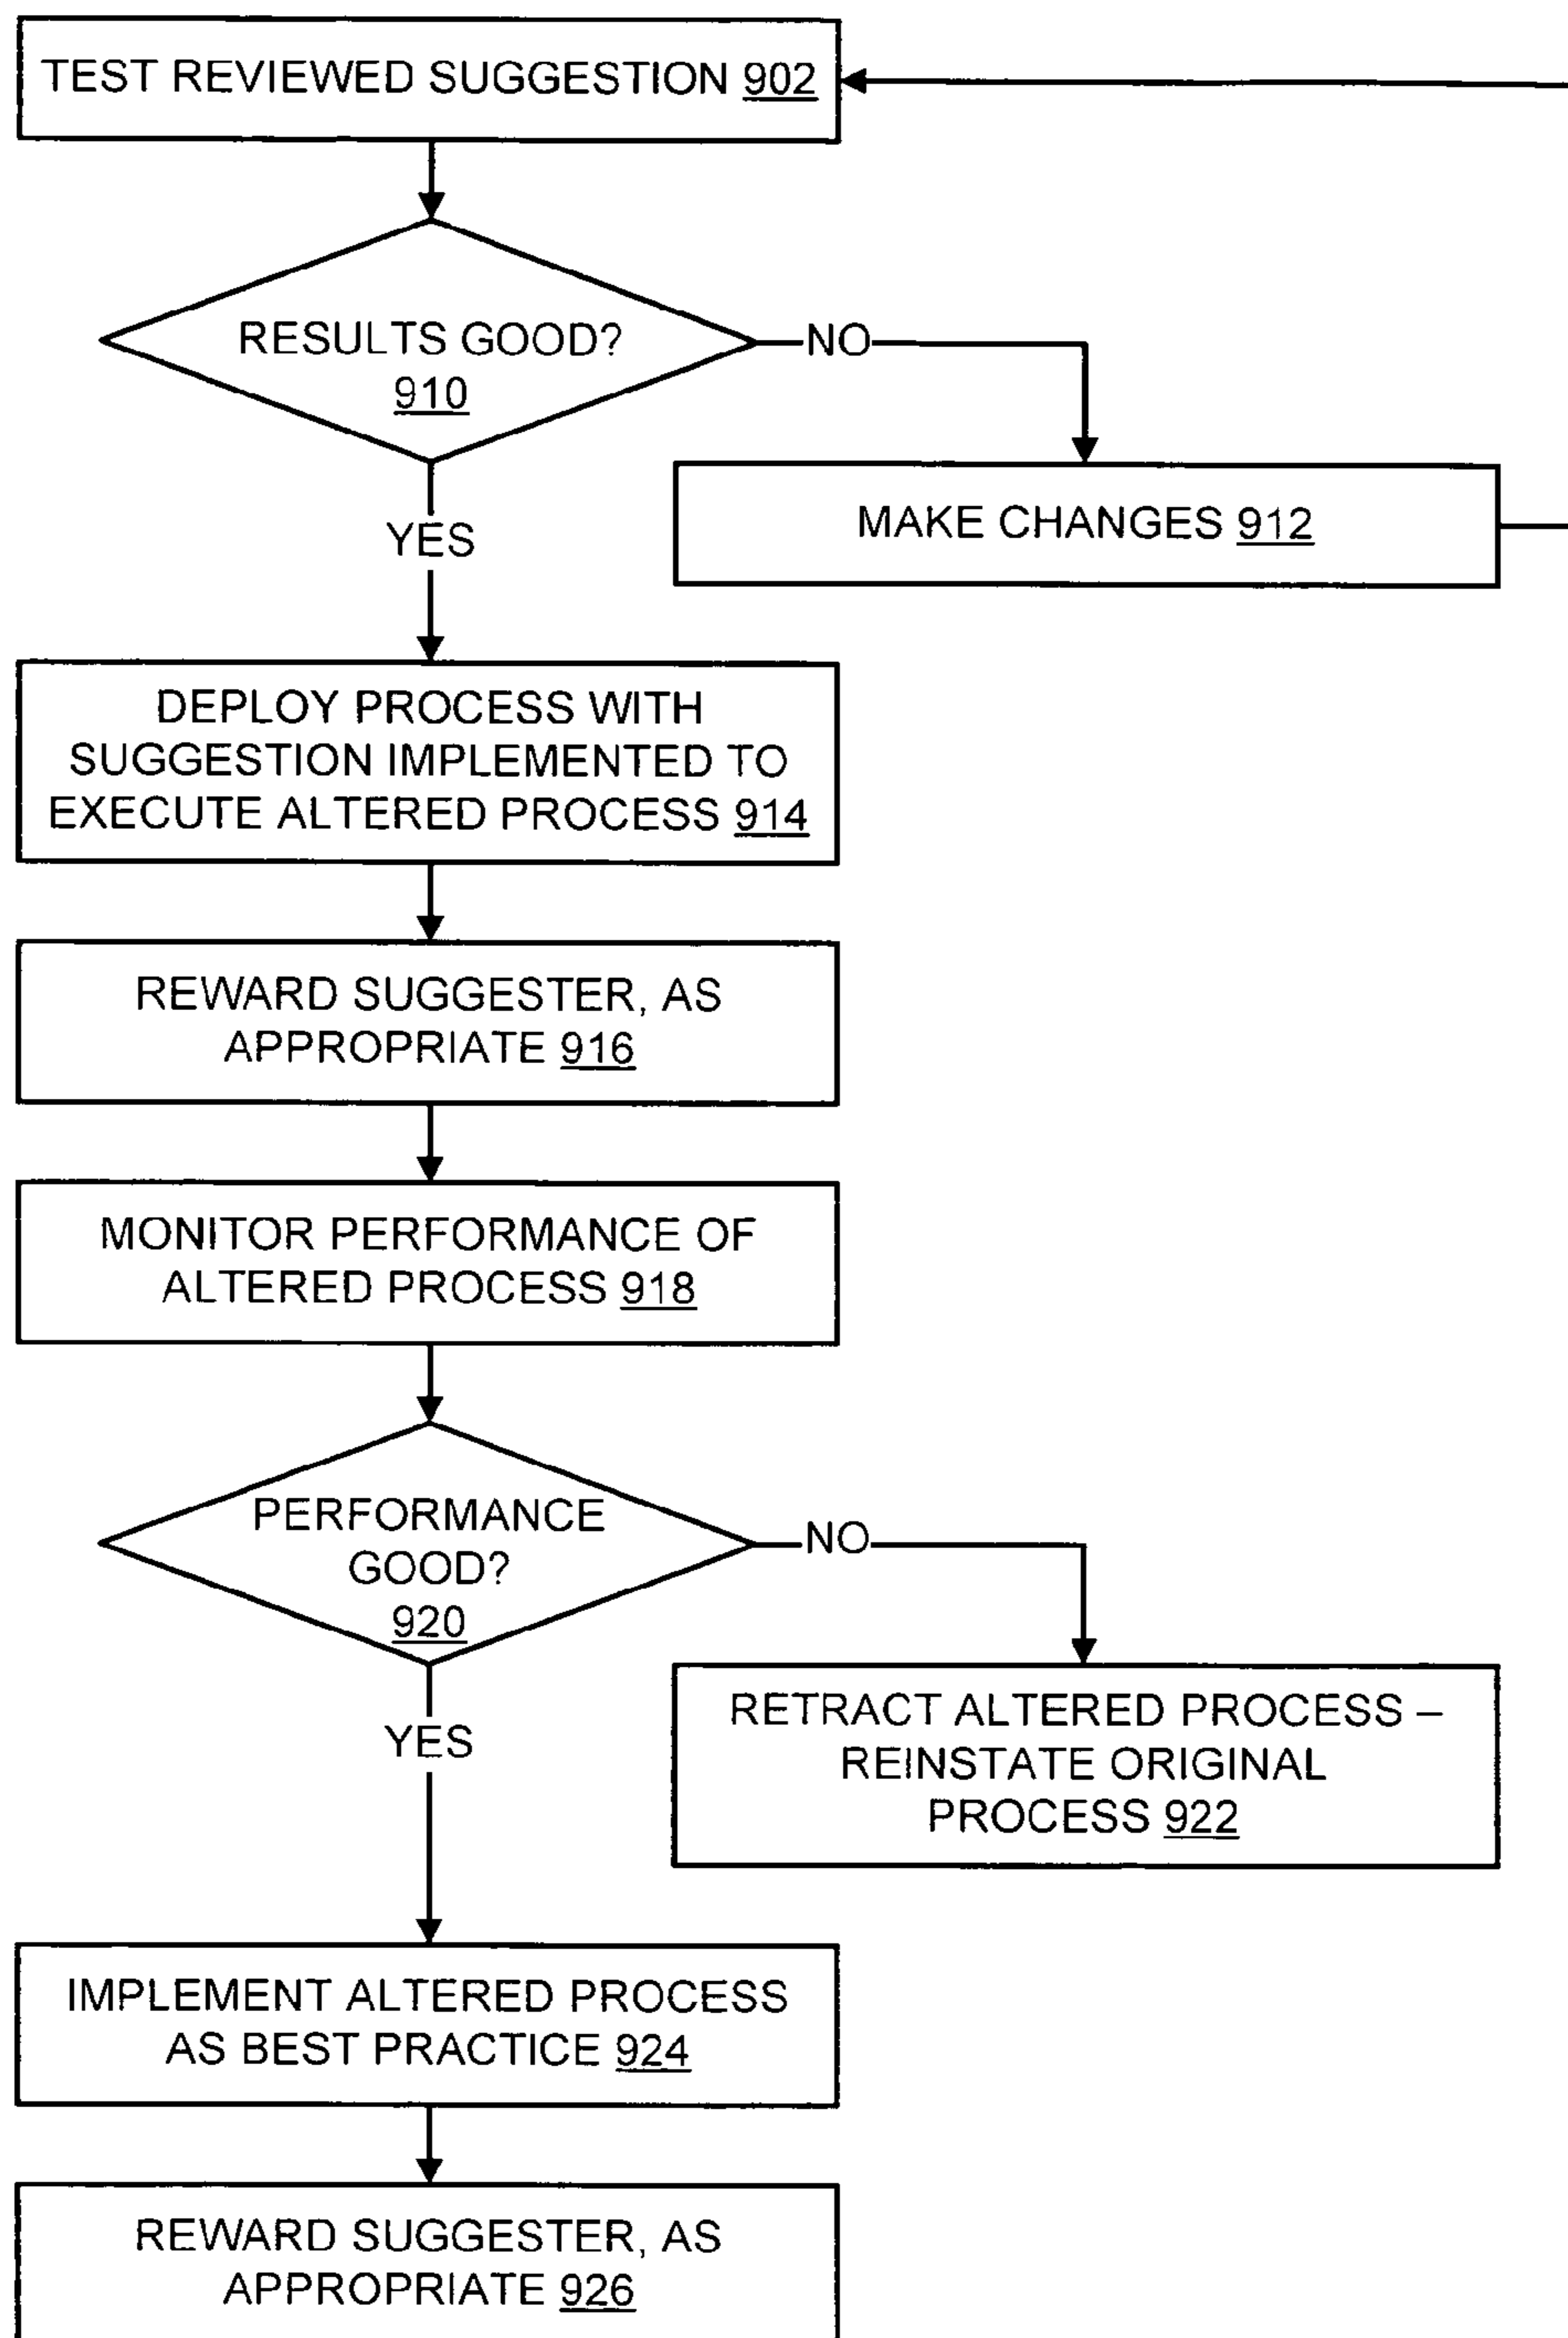 TEST REVIEWED SUGGESTION 902
RESULTS GOOD?
910
NO
MAKE CHANGES 912
YES
DEPLOY PROCESS WITH
SUGGESTION IMPLEMENTED TO
EXECUTE ALTERED PROCESS 914
REWARD SUGGESTER, AS
APPROPRIATE 916
MONITOR PERFORMANCE OF
ALTERED PROCESS 918
PERFORMANCE
GOOD?
920
NO
RETRACT ALTERED PROCESS –
REINSTATE ORIGINAL
PROCESS 922
YES
IMPLEMENT ALTERED PROCESS
AS BEST PRACTICE 924
REWARD SUGGESTER, AS
APPROPRIATE 926